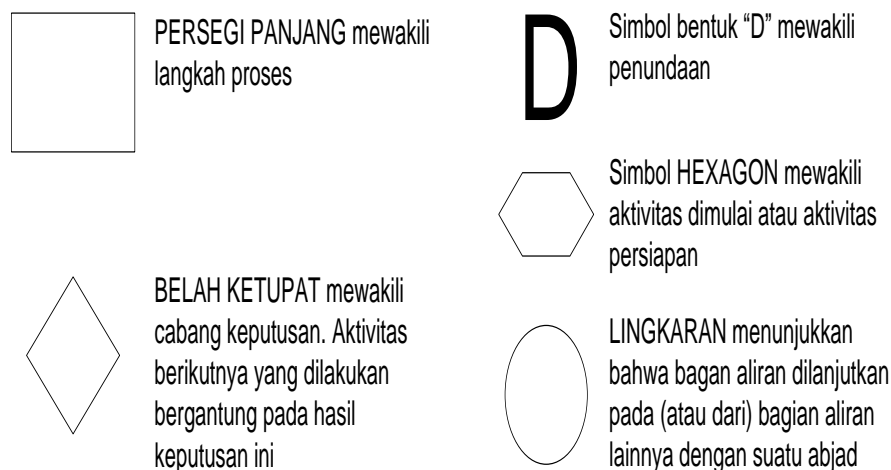 PERSEGI PANJANG mewakili
langkah proses
BELAH KETUPAT mewakili
cabang keputusan. Aktivitas
berikutnya yang dilakukan
bergantung pada hasil
keputusan ini
D
Simbol bentuk “D” mewakili
penundaan
Simbol HEXAGON mewakili
aktivitas dimulai atau aktivitas
persiapan
LINGKARAN menunjukkan
bahwa bagan aliran dilanjutkan
pada (atau dari) bagian aliran
lainnya dengan suatu abjad